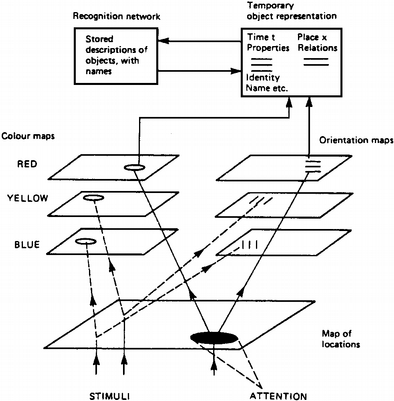 Recognition network
Temporary
object representation
Stored
descriptions of
objects, with
names
Time t Place x
Properties Relations
Identity
Name etc.
Colour maps
Orientation maps
RED
YELLOW
BLUE
Map of
locations
STIMULI
ATTENTION